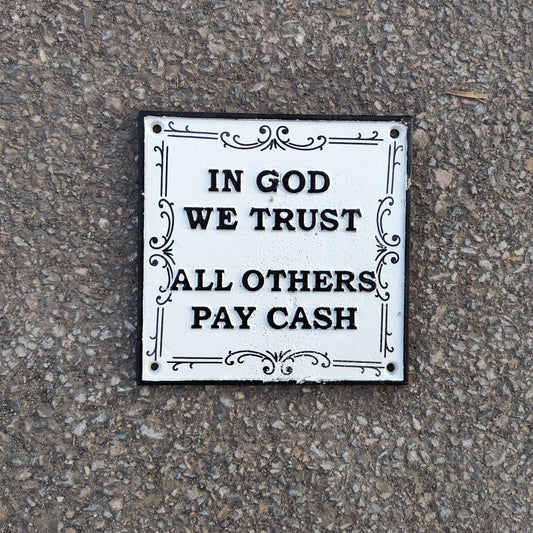 IN GOD
WE TRUST
ALL OTHERS
PAY CASH